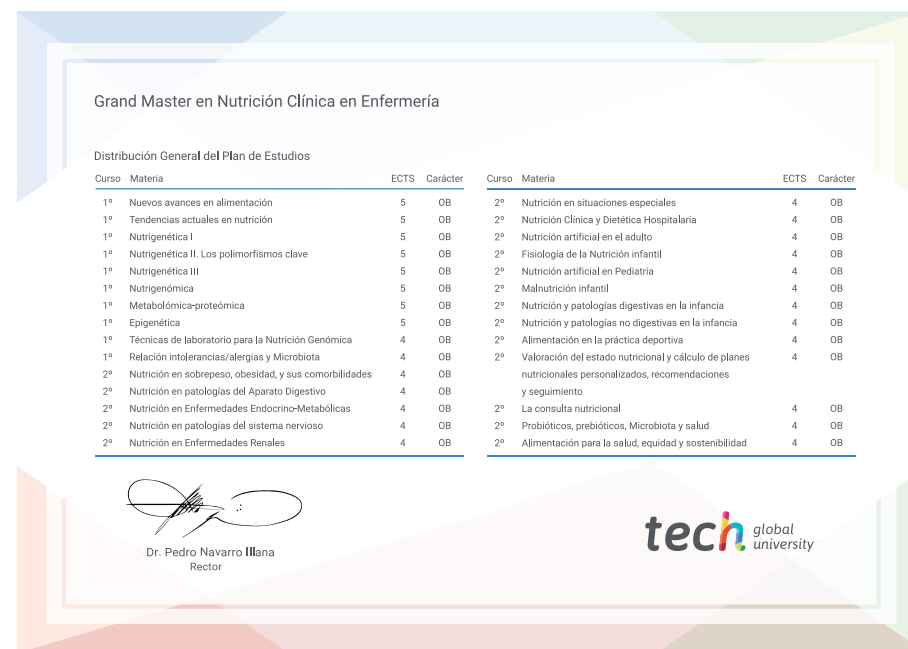 Grand Master en Nutrición Clínica en Enfermería
Distribución General del Plan de Estudios
Curso Materia ECTS Carácter
1º Nuevos avances en alimentación 5 OB
1º Tendencias actuales en nutrición 5 OB
1º Nutrigenética I 5 OB
1º Nutrigenética II. Los polimorfismos clave 5 OB
1º Nutrigenética III 5 OB
1º Nutrigenómica 5 OB
1º Metabolómica-proteómica 5 OB
1º Epigenética 5 OB
1º Técnicas de laboratorio para la Nutrición Genómica 4 OB
1º Relación intolerancias/alergias y Microbiota 4 OB
2º Nutrición en sobrepeso, obesidad, y sus comorbilidades 4 OB
2º Nutrición en patologías del Aparato Digestivo 4 OB
2º Nutrición en Enfermedades Endocrino-Metabólicas 4 OB
2º Nutrición en patologías del sistema nervioso 4 OB
2º Nutrición en Enfermedades Renales 4 OB
Curso Materia ECTS Carácter
2º Nutrición en situaciones especiales 4 OB
2º Nutrición Clínica y Dietética Hospitalaria 4 OB
2º Nutrición artificial en el adulto 4 OB
2º Fisiología de la Nutrición infantil 4 OB
2º Nutrición artificial en Pediatría 4 OB
2º Malnutrición infantil 4 OB
2º Nutrición y patologías digestivas en la infancia 4 OB
2º Nutrición y patologías no digestivas en la infancia 4 OB
2º Alimentación en la práctica deportiva 4 OB
2º Valoración del estado nutricional y cálculo de planes 4 OB
nutricionales personalizados, recomendaciones
y seguimiento
2º La consulta nutricional 4 OB
2º Probióticos, prebióticos, Microbiota y salud 4 OB
2º Alimentación para la salud, equidad y sostenibilidad 4 OB
Dr. Pedro Navarro Illana
Rector
tech global
university